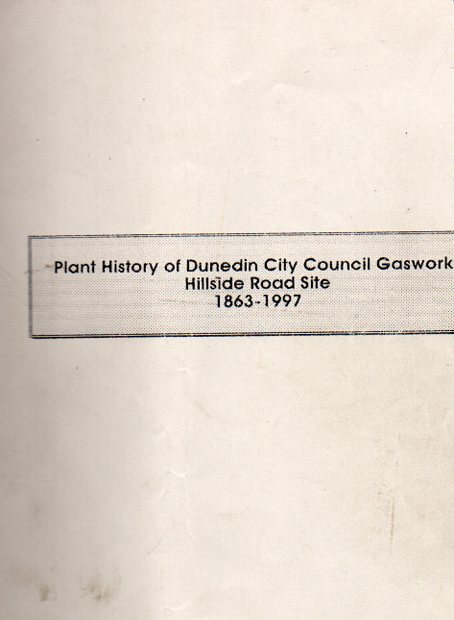 Plant History of Dunedin City Council Gaswork
Hillside Road Site
1863-1997